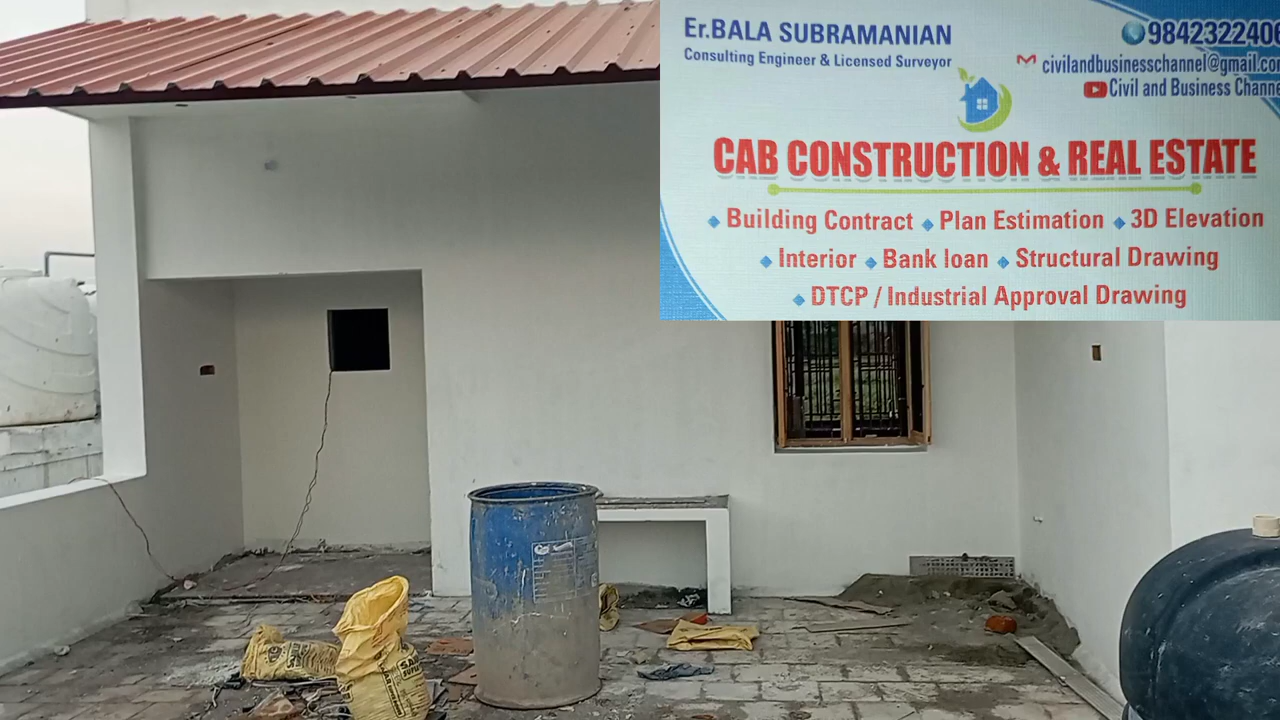 Er.BALA SUBRAMANIAN
Consulting Engineer & Licensed Surveyor
9842322406
civilandbusinesschannel@gmail.com
Civil and Business Channe
CAB CONSTRUCTION & REAL ESTATE
Building Contract Plan Estimation 3D Elevation
Interior Bank loan Structural Drawing
DTCP / Industrial Approval Drawing